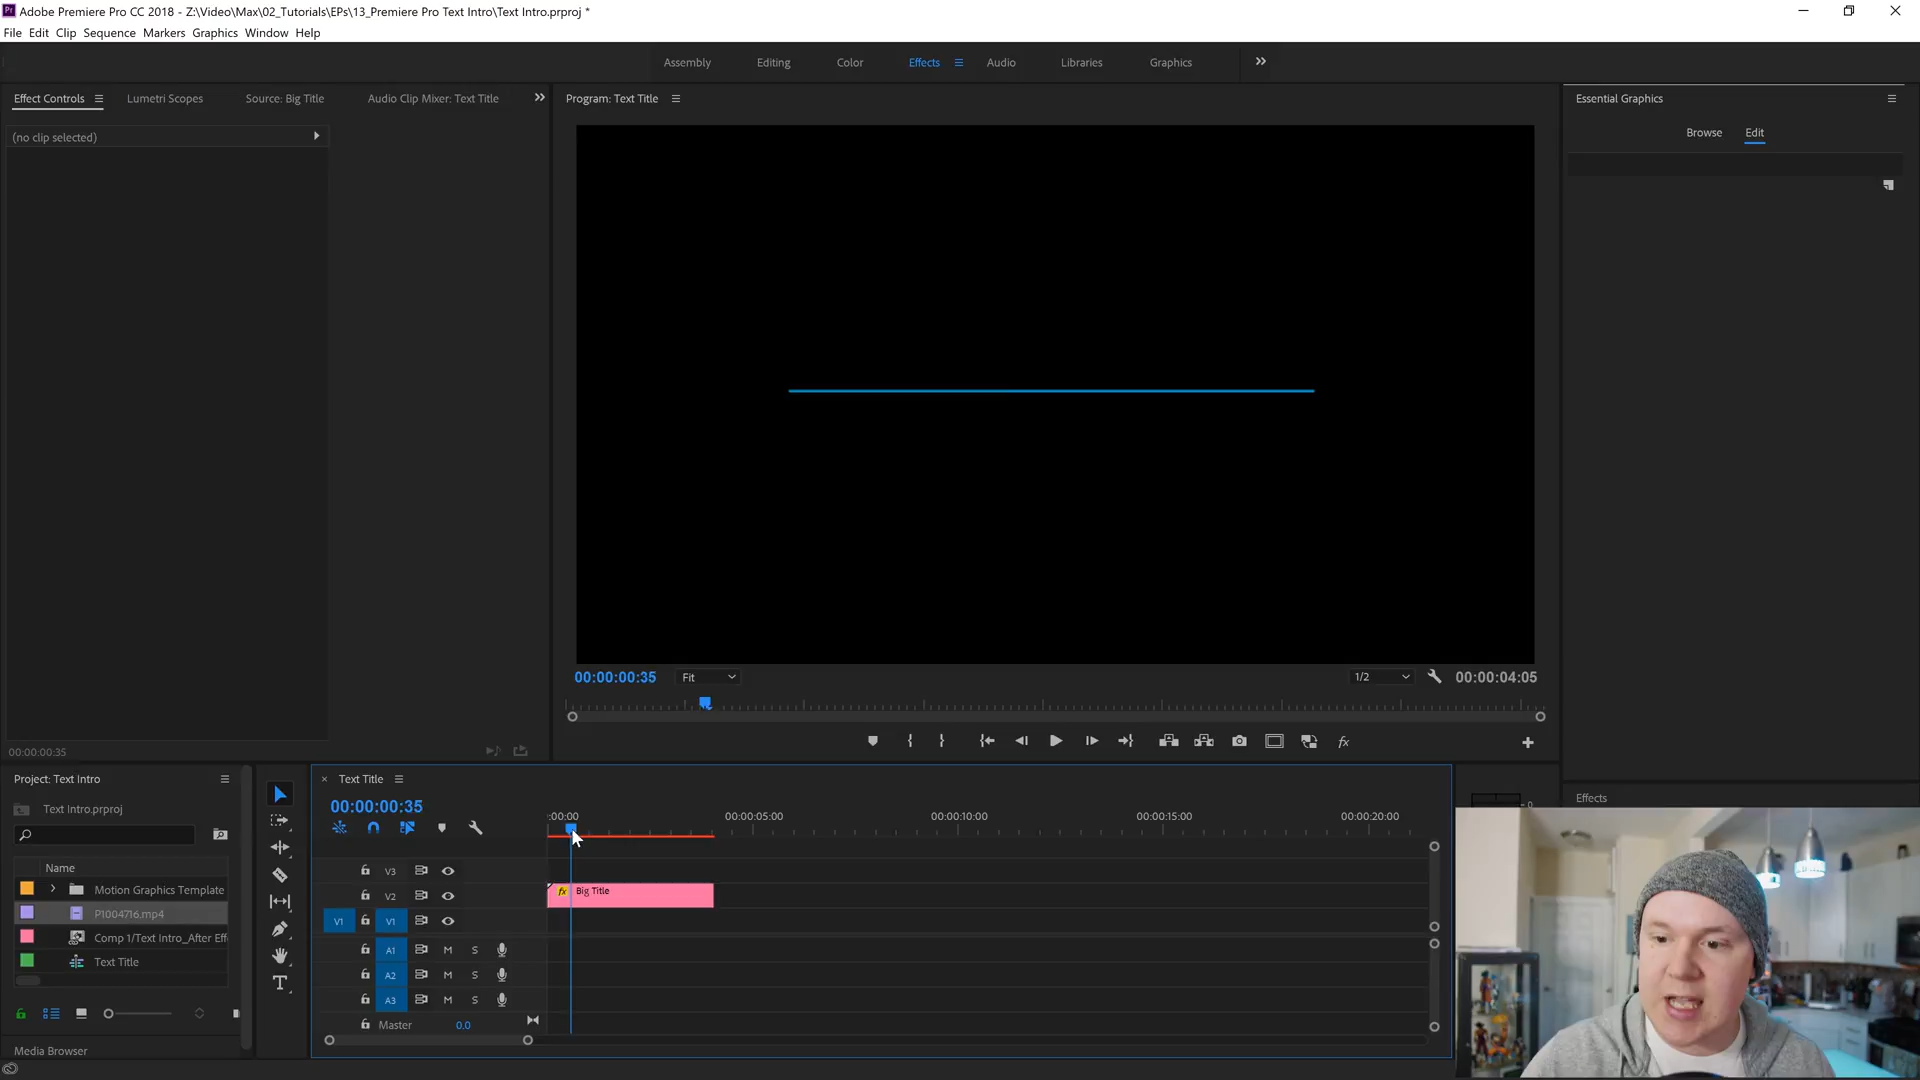 Adobe Premiere Pro CC 2018 - Z:\Video\Max\02_Tutorials\EPs\13_Premiere Pro Text Intro\Text Intro.prproj *
File Edit Clip Sequence Markers Graphics Window Help
Assembly Editing Color Effects Audio Libraries Graphics
Effect Controls Lumetri Scopes Source: Big Title Audio Clip Mixer: Text Title
Program: Text Title
Essential Graphics
(no clip selected)
Browse Edit
00:00:00:35 Fit 1/2 00:00:04:05
00:00:00:35
Project: Text Intro
Text Intro.prproj
Name
Motion Graphics Template
P1004716.mp4
Comp 1/Text Intro_After Eff
Text Title
Media Browser
Text Title
00:00:00:35
:00:00 00:00:05:00 00:00:10:00 00:00:15:00 00:00:20:00
V3
V2 fx Big Title
V1 V1
A1 M S
A2 M S
A3 M S
Master 0.0
0
Effects